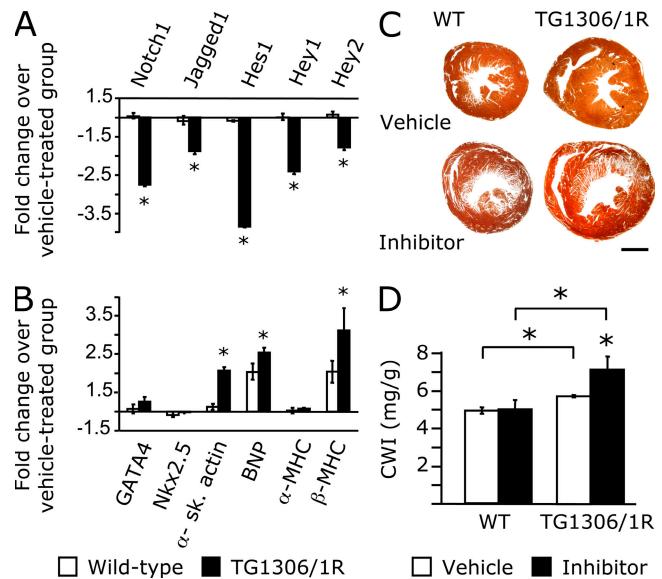 A
Notch1
Jagged1
Hes1
Hey1
Hey2
Fold change over
vehicle-treated group
1.5
-1.5
-2.5
-3.5
*
*
*
*
*
B
Fold change over
vehicle-treated group
3.5
2.5
1.5
-1.5
*
*
*
GATA4
Nkx2.5
α- sk. actin
BNP
α-MHC
β-MHC
Wild-type
TG1306/1R
C
WT
TG1306/1R
Vehicle
Inhibitor
D
*
*
*
CWI (mg/g)
8
6
4
2
0
WT
TG1306/1R
Vehicle
Inhibitor